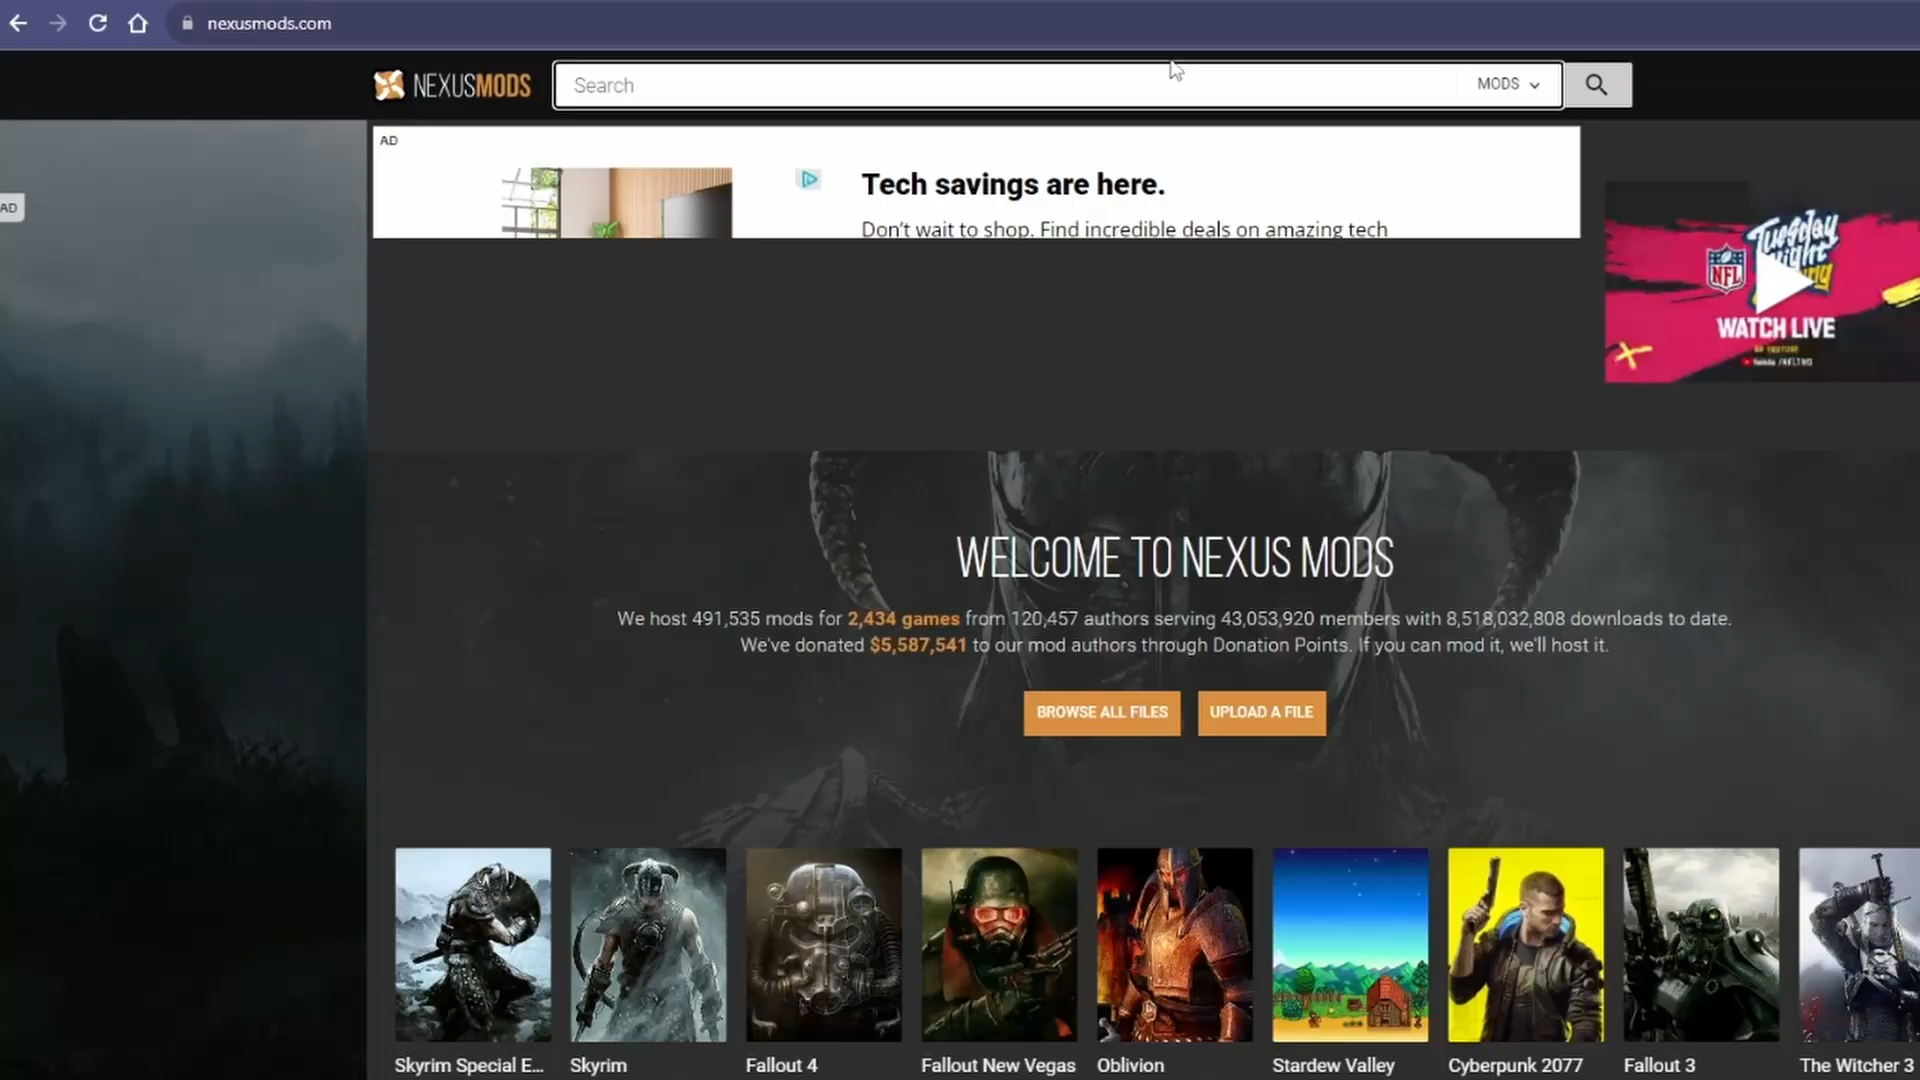 nexusmods.com
NEXUSMODS
Search
MODS
AD
Tech savings are here.
Don't wait to shop. Find incredible deals on amazing tech
AD
Tuesday
Night
NFL
WATCH LIVE
WELCOME TO NEXUS MODS
We host 491,535 mods for 2,434 games from 120,457 authors serving 43,053,920 members with 8,518,032,808 downloads to date.
We've donated $5,587,541 to our mod authors through Donation Points. If you can mod it, we'll host it.
BROWSE ALL FILES
UPLOAD A FILE
Skyrim Special E...
Skyrim
Fallout 4
Fallout New Vegas
Oblivion
Stardew Valley
Cyberpunk 2077
Fallout 3
The Witcher 3